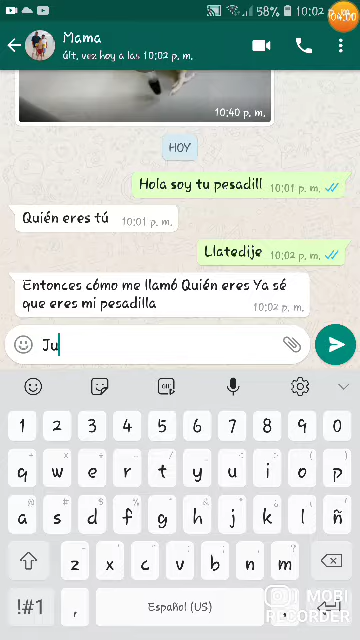 58% 10:02 p. m.
04:00
Mama
últ. vez hoy a las 10:02 p. m.
10:40 p. m.
HOY
Hola soy tu pesadill 10:01 p. m.
Quién eres tú 10:01 p. m.
Llatedije 10:02 p. m.
Entonces cómo me llamó Quién eres Ya sé
que eres mi pesadilla
10:02 p. m.
Ju
GIF
1 2 3 4 5 6 7 8 9 0
q w e r t y u i o p
a s d f g h j k l ñ
z x c v b n m
!#1 , Español (US) .
MOBI
RECORDER